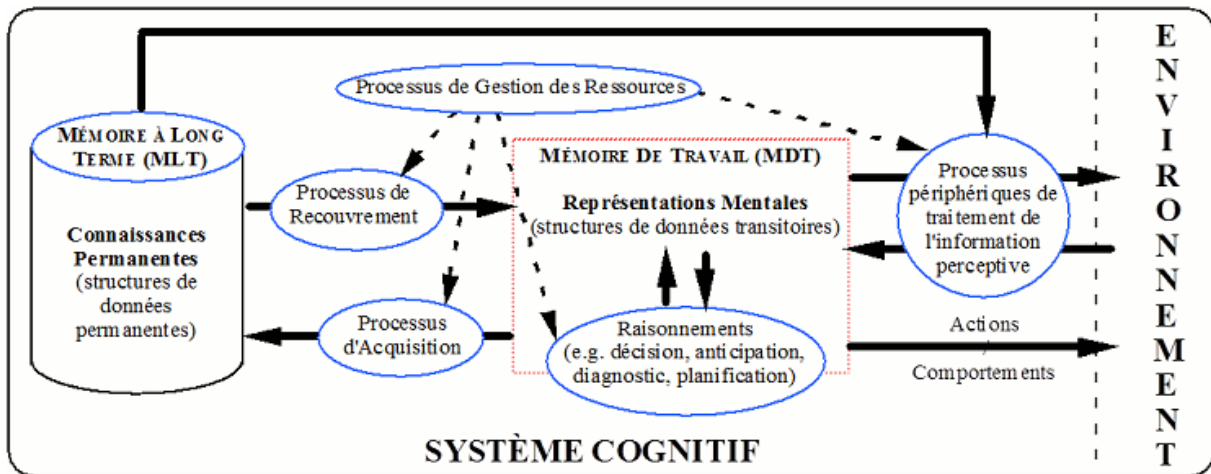 Processus de Gestion des Ressources
MÉMOIRE À LONG
TERME (MLT)
Connaissances
Permanentes
(structures de
données
permanentes)
Processus de
Recouvrement
Processus
d'Acquisition
MÉMOIRE DE TRAVAIL (MDT)
Représentations Mentales
(structures de données transitoires)
Raisonnements
(e.g. décision, anticipation,
diagnostic, planification)
Processus
périphériques de
traitement de
l'information
perceptive
Actions
Comportements
SYSTÈME COGNITIF
ENVIRONNEMENT